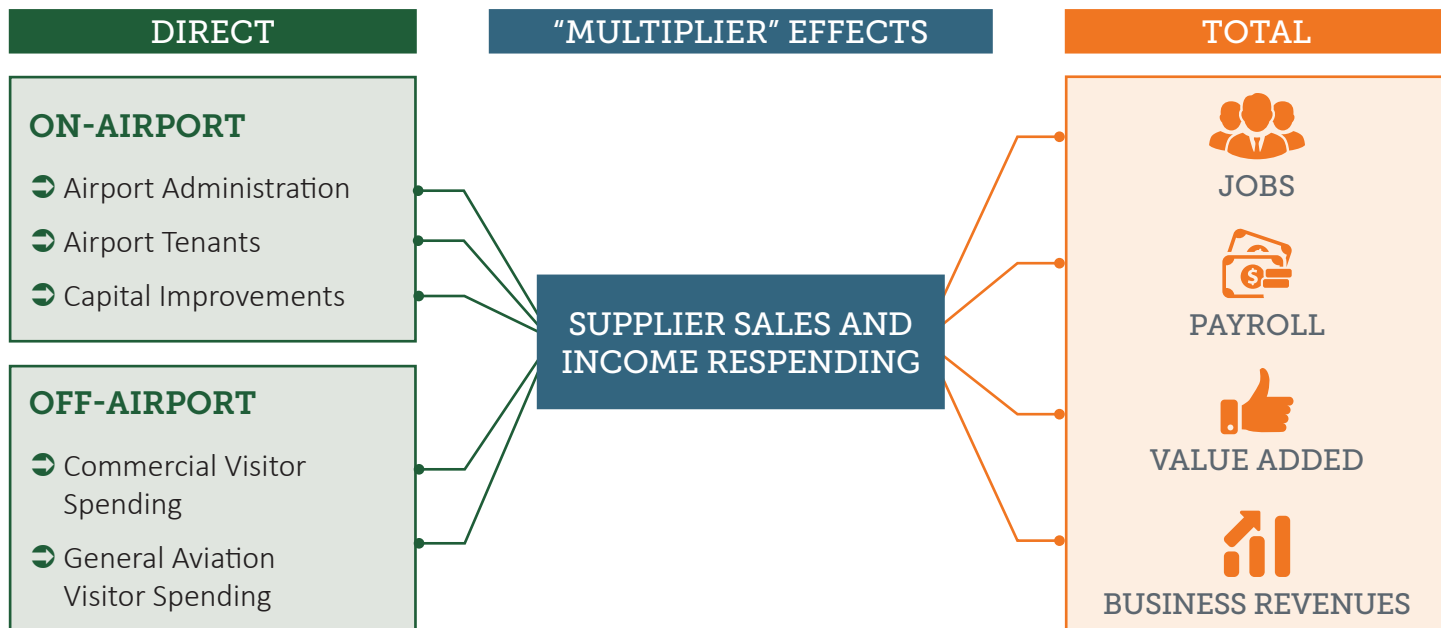 DIRECT
“MULTIPLIER” EFFECTS
TOTAL
ON-AIRPORT
Airport Administration
Airport Tenants
Capital Improvements
OFF-AIRPORT
Commercial Visitor
Spending
General Aviation
Visitor Spending
SUPPLIER SALES AND
INCOME RESPENDING
JOBS
$
PAYROLL
VALUE ADDED
BUSINESS REVENUES